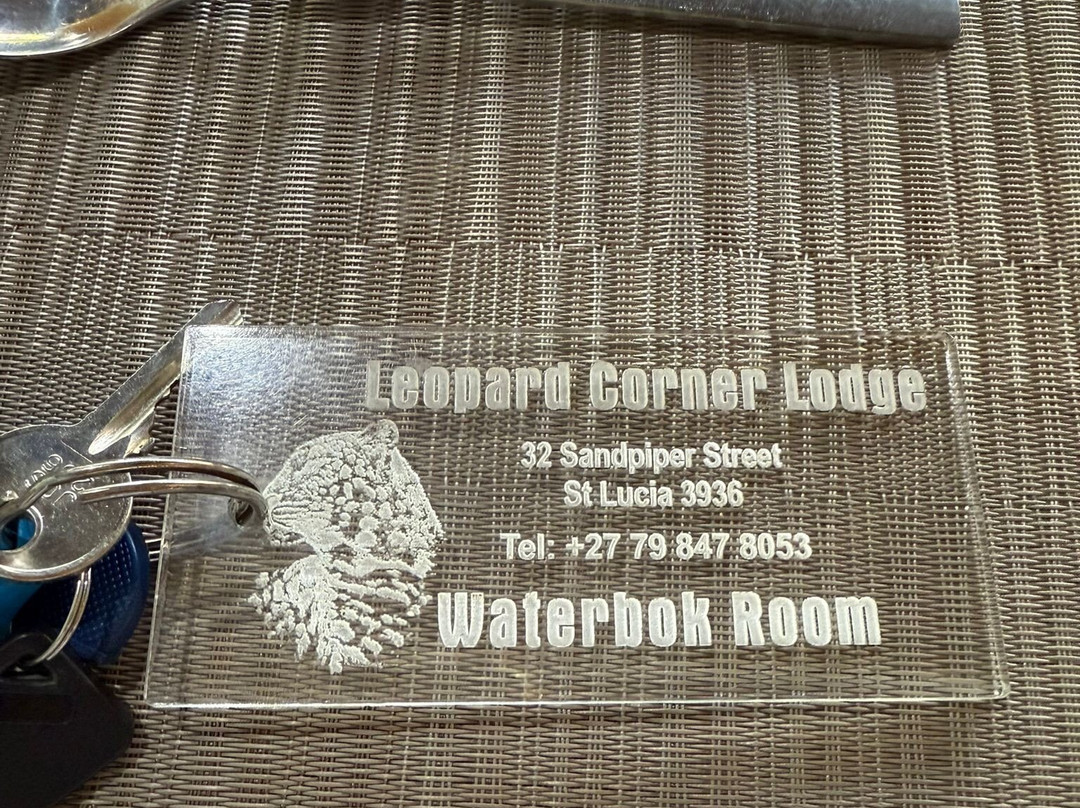 Leopard Corner Lodge
32 Sandpiper Street
St Lucia 3936
Tel: +27 79 847 8053
Waterbok Room